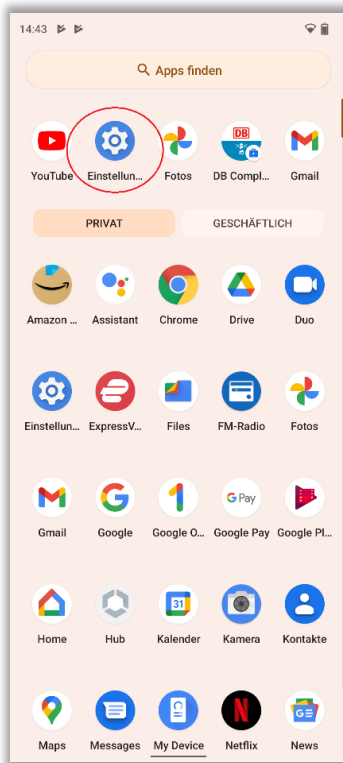 14:43
Apps finden
YouTube Einstellun... Fotos DB Compl... Gmail
PRIVAT GESCHÄFTLICH
Amazon ... Assistant Chrome Drive Duo
Einstellun... ExpressV... Files FM-Radio Fotos
G Pay
Gmail Google Google O... Google Pay Google Pl...
31
Home Hub Kalender Kamera Kontakte
Maps Messages My Device Netflix News